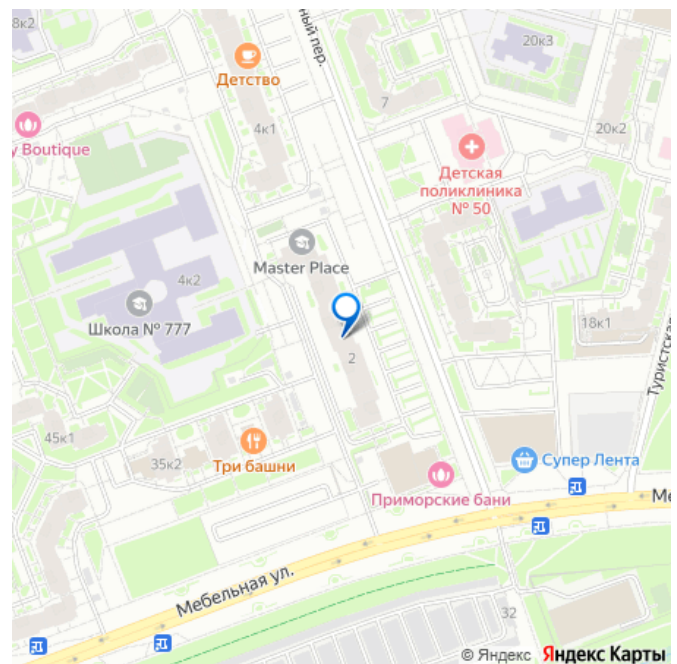 18к2
ный пер.
20к3
Детство
7
4к1
20к2
y Boutique
Детская
поликлиника
№ 50
Master Place
4к2
Школа № 777
18к1
2
Туристская
45к1
35к2
Три башни
Супер Лента
Приморские бани
Ме
Мебельная ул.
32
© Яндекс Яндекс Карты